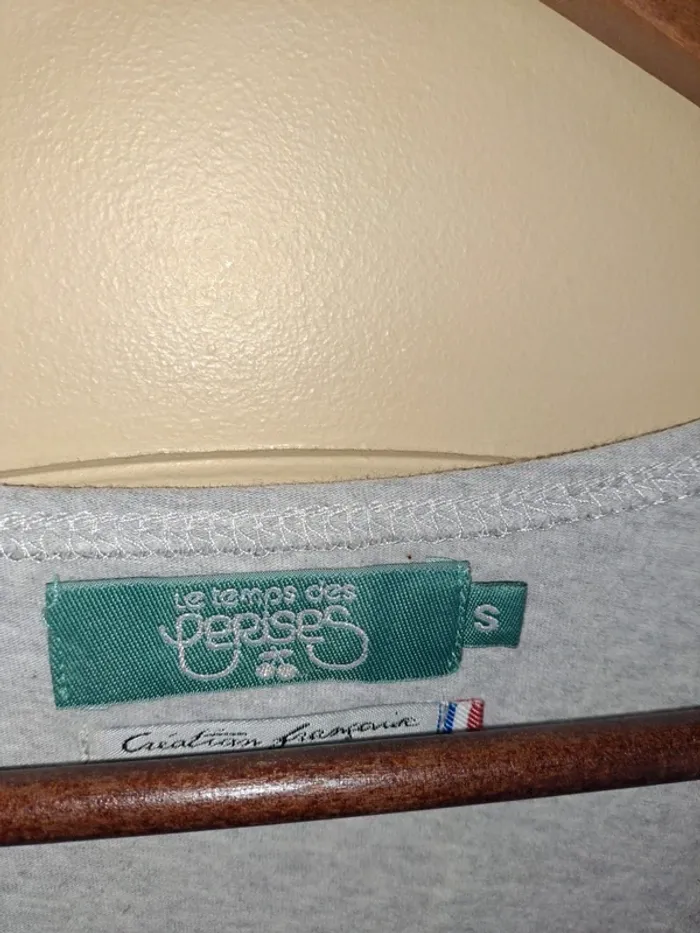 Le temps des
cerises
S
Création française